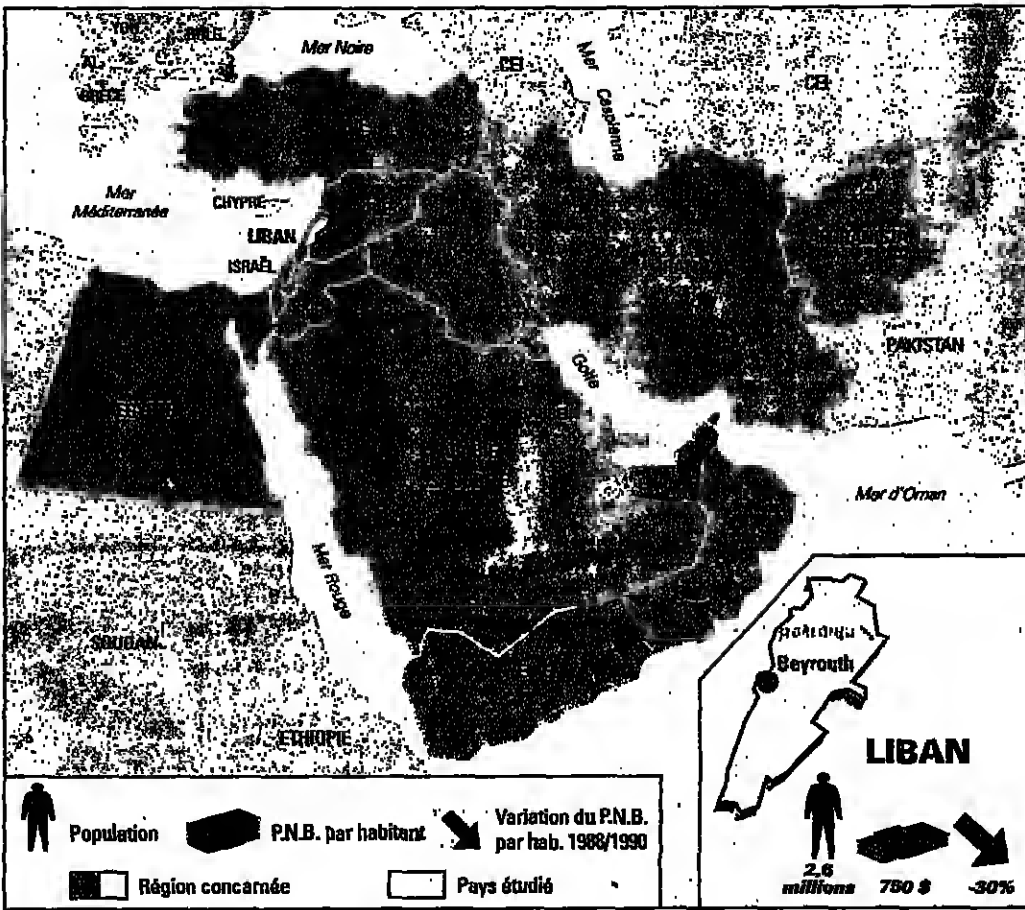 Mer Noire
CEI
Mer
Caspienne
CEI
GRÈCE
Mer
Méditerranée
CHYPRE
LIBAN
ISRAËL
PAKISTAN
Golfe
Mer d'Oman
Mer Rouge
SOUDAN
ETHIOPIE
Beyrouth
LIBAN
2,6
millions
750 $
-30%
Population
P.N.B. par habitant
Variation du P.N.B.
par hab. 1988/1990
Région concarnée
Pays étudié